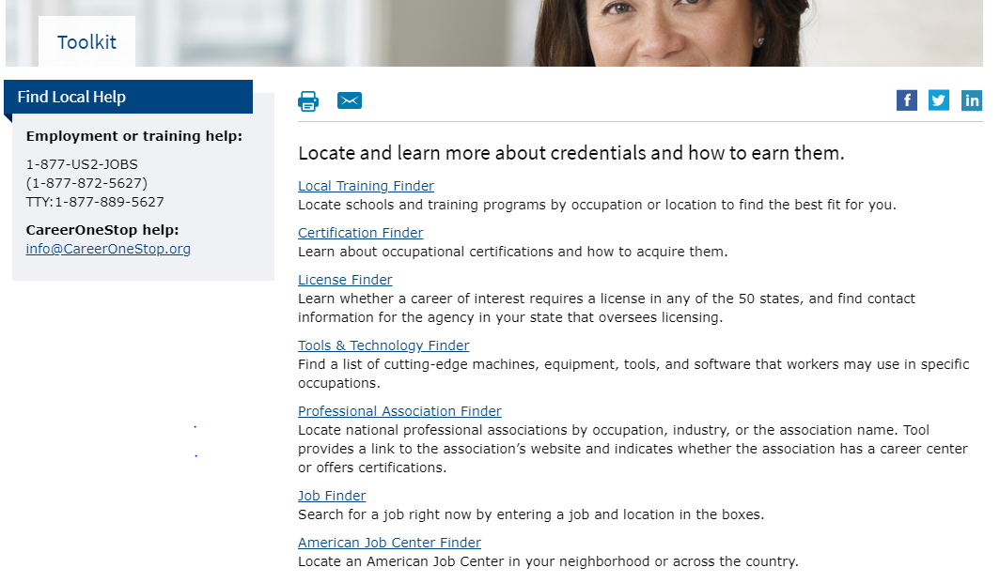 Toolkit
Find Local Help
Employment or training help:
1-877-US2-JOBS
(1-877-872-5627)
TTY:1-877-889-5627
CareerOneStop help:
info@CareerOneStop.org
f
in
Locate and learn more about credentials and how to earn them.
Local Training Finder
Locate schools and training programs by occupation or location to find the best fit for you.
Certification Finder
Learn about occupational certifications and how to acquire them.
License Finder
Learn whether a career of interest requires a license in any of the 50 states, and find contact
information for the agency in your state that oversees licensing.
Tools & Technology Finder
Find a list of cutting-edge machines, equipment, tools, and software that workers may use in specific
occupations.
Professional Association Finder
Locate national professional associations by occupation, industry, or the association name. Tool
provides a link to the association’s website and indicates whether the association has a career center
or offers certifications.
Job Finder
Search for a job right now by entering a job and location in the boxes.
American Job Center Finder
Locate an American Job Center in your neighborhood or across the country.